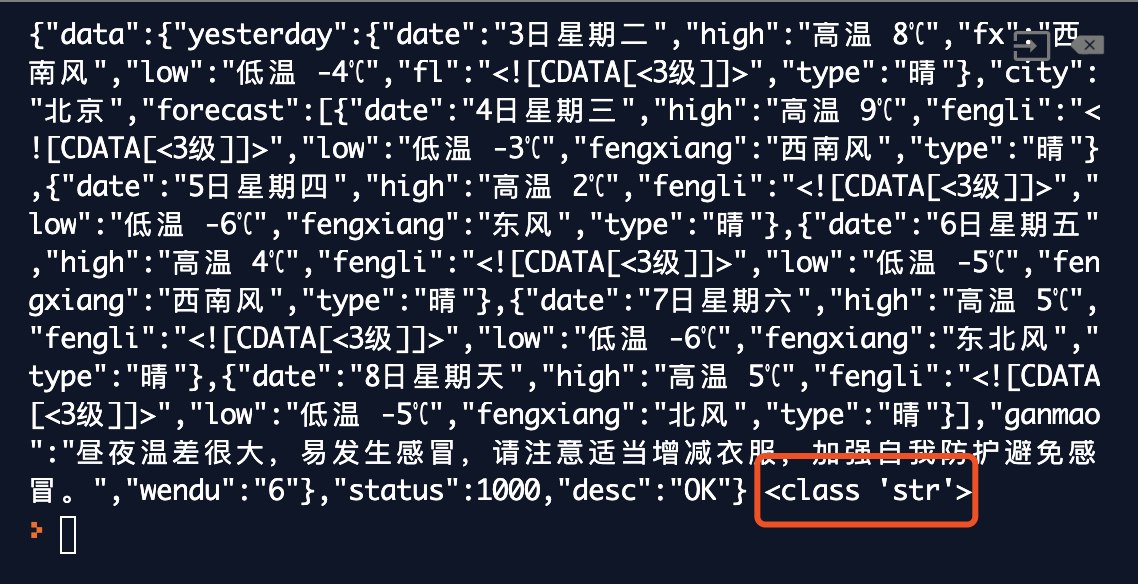 {"data":{"yesterday":{"date":"3日星期二","high":"高温 8℃","fx":"西
南风","low":"低温 -4℃","fl":"<![CDATA[<3级]]>","type":"晴"},"city":
"北京","forecast":[{"date":"4日星期三","high":"高温 9℃","fengli":"<
![CDATA[<3级]]>","low":"低温 -3℃","fengxiang":"西南风","type":"晴"}
,{"date":"5日星期四","high":"高温 2℃","fengli":"<![CDATA[<3级]]>","
low":"低温 -6℃","fengxiang":"东风","type":"晴"},{"date":"6日星期五"
,"high":"高温 4℃","fengli":"<![CDATA[<3级]]>","low":"低温 -5℃","fen
gxiang":"西南风","type":"晴"},{"date":"7日星期六","high":"高温 5℃",
"fengli":"<![CDATA[<3级]]>","low":"低温 -6℃","fengxiang":"东北风","
type":"晴"},{"date":"8日星期天","high":"高温 5℃","fengli":"<![CDATA
[<3级]]>","low":"低温 -5℃","fengxiang":"北风","type":"晴"}],"ganmao
":"昼夜温差很大，易发生感冒，请注意适当增减衣服，加强自我防护避免感
冒。","wendu":"6"},"status":1000,"desc":"OK"} <class 'str'>